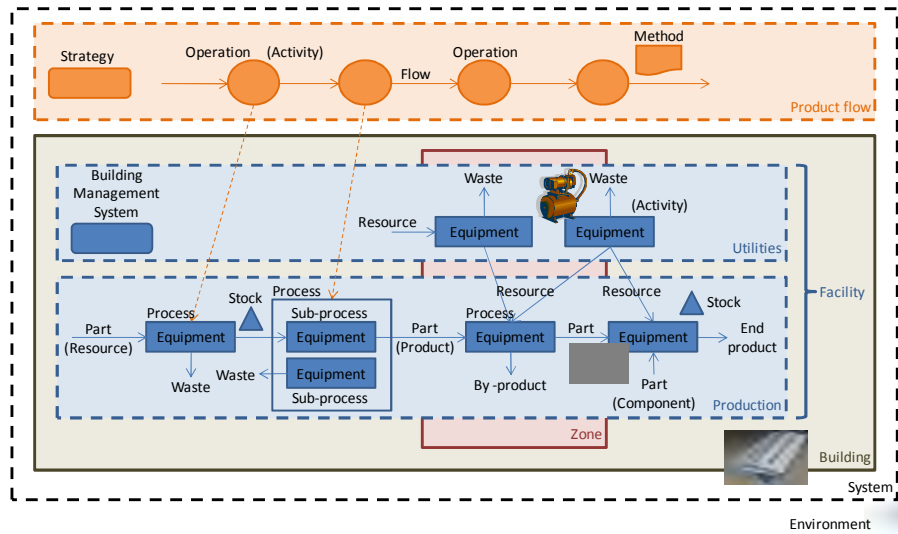 Strategy
Operation
(Activity)
Flow
Operation
Method
Product flow
Building
Management
System
Waste
Waste
(Activity)
Resource
Equipment
Equipment
Utilities
Facility
Stock
Process
Resource
Resource
Stock
Process
Sub-process
Process
Part
(Resource)
Equipment
Equipment
Part
(Product)
Equipment
Part
Equipment
End
product
Waste
Waste
Equipment
Sub-process
By -product
Part
(Component)
Production
Zone
Building
System
Environment